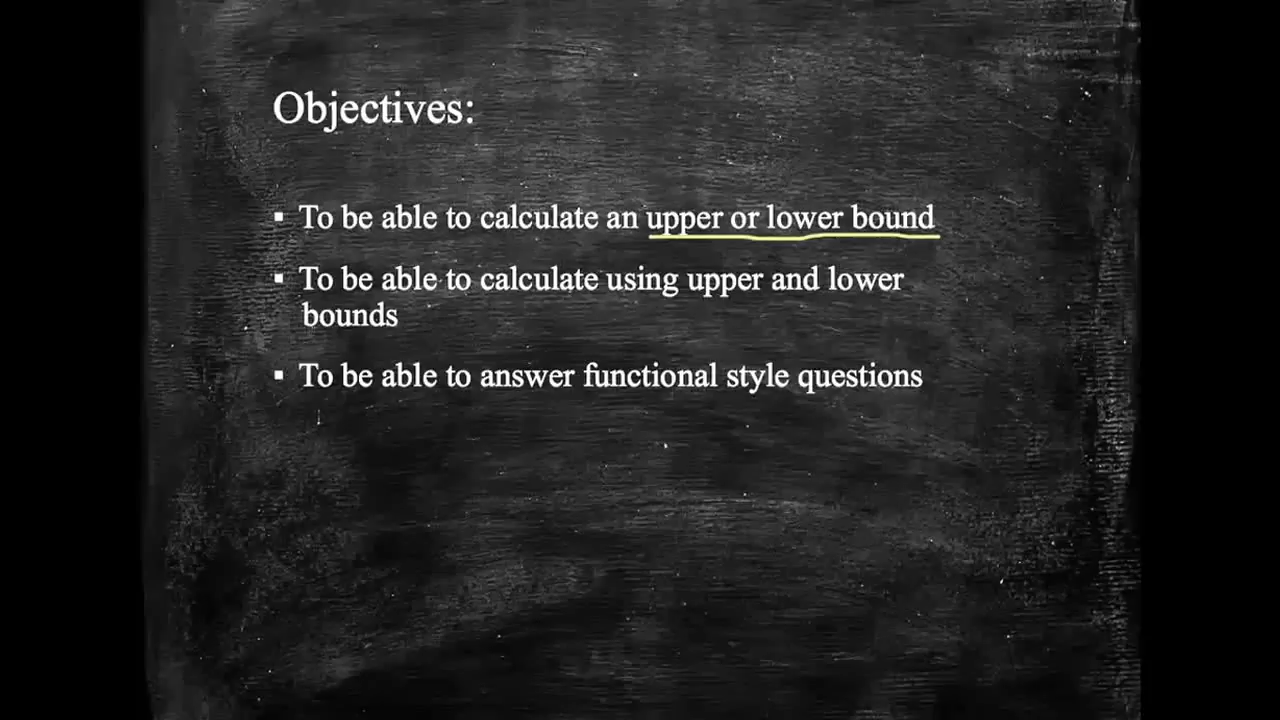 Objectives:
▪ To be able to calculate an upper or lower bound
▪ To be able to calculate using upper and lower
bounds
▪ To be able to answer functional style questions